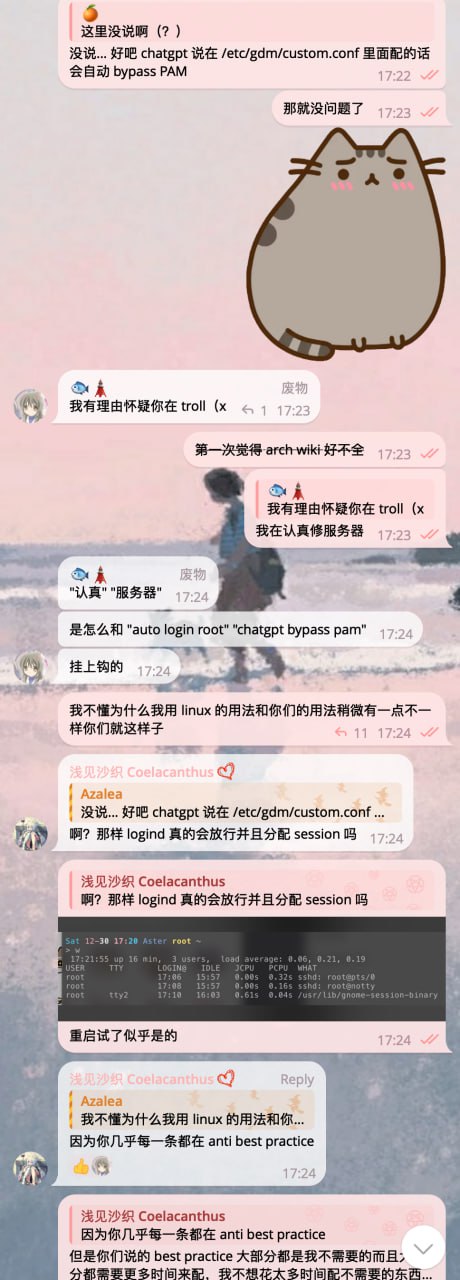 这里没说啊（？）
没说... 好吧 chatgpt 说在 /etc/gdm/custom.conf 里面配的话
会自动 bypass PAM
17:22
那就没问题了 17:23
废物
我有理由怀疑你在 troll（x 1 17:23
第一次觉得 arch wiki 好不全 17:23
我有理由怀疑你在 troll（x
我在认真修服务器 17:23
废物
"认真" "服务器" 17:24
是怎么和 "auto login root" "chatgpt bypass pam" 17:24
挂上钩的 17:24
我不懂为什么我用 linux 的用法和你们的用法稍微有一点不一
样你们就这样子 11 17:24
浅见沙织 Coelacanthus
Azalea
没说... 好吧 chatgpt 说在 /etc/gdm/custom.conf ...
啊？那样 logind 真的会放行并且分配 session 吗 17:24
浅见沙织 Coelacanthus
啊？那样 logind 真的会放行并且分配 session 吗
Sat 12-30 17:20 Aster root ~
> w
17:21:55 up 16 min, 3 users, load average: 0.06, 0.21, 0.19
USER TTY LOGIN@ IDLE JCPU PCPU WHAT
root 17:06 15:57 0.00s 0.32s sshd: root@pts/0
root 17:08 15:57 0.00s 0.16s sshd: root@notty
root tty2 17:10 16:03 0.61s 0.04s /usr/lib/gnome-session-binary
重启试了似乎是的 17:24
浅见沙织 Coelacanthus Reply
Azalea
我不懂为什么我用 linux 的用法和你...
因为你几乎每一条都在 anti best practice
17:24
浅见沙织 Coelacanthus
因为你几乎每一条都在 anti best practice
但是你们说的 best practice 大部分都是我不需要的而且
分都需要更多时间来配，我不想花太多时间配不需要的东西...